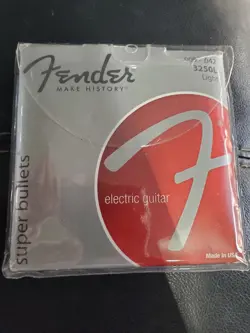 Fender
MAKE HISTORY
3250L
Light
super bullets
electric guitar
F
Made in USA